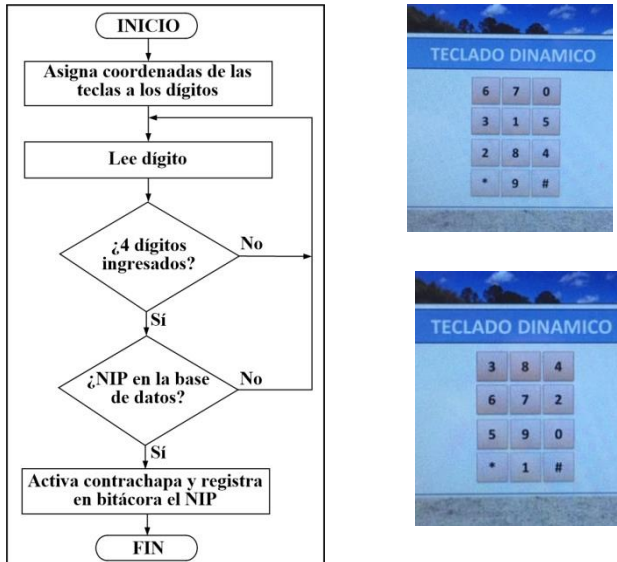 INICIO
Asigna coordenadas de las
teclas a los dígitos
Lee dígito
¿4 dígitos
ingresados?
No
Sí
¿NIP en la base
de datos?
No
Sí
Activa contrachapa y registra
en bitácora el NIP
FIN
TECLADO DINAMICO
6 7 0
3 1 5
2 8 4
* 9 #
TECLADO DINAMICO
3 8 4
6 7 2
5 9 0
* 1 #